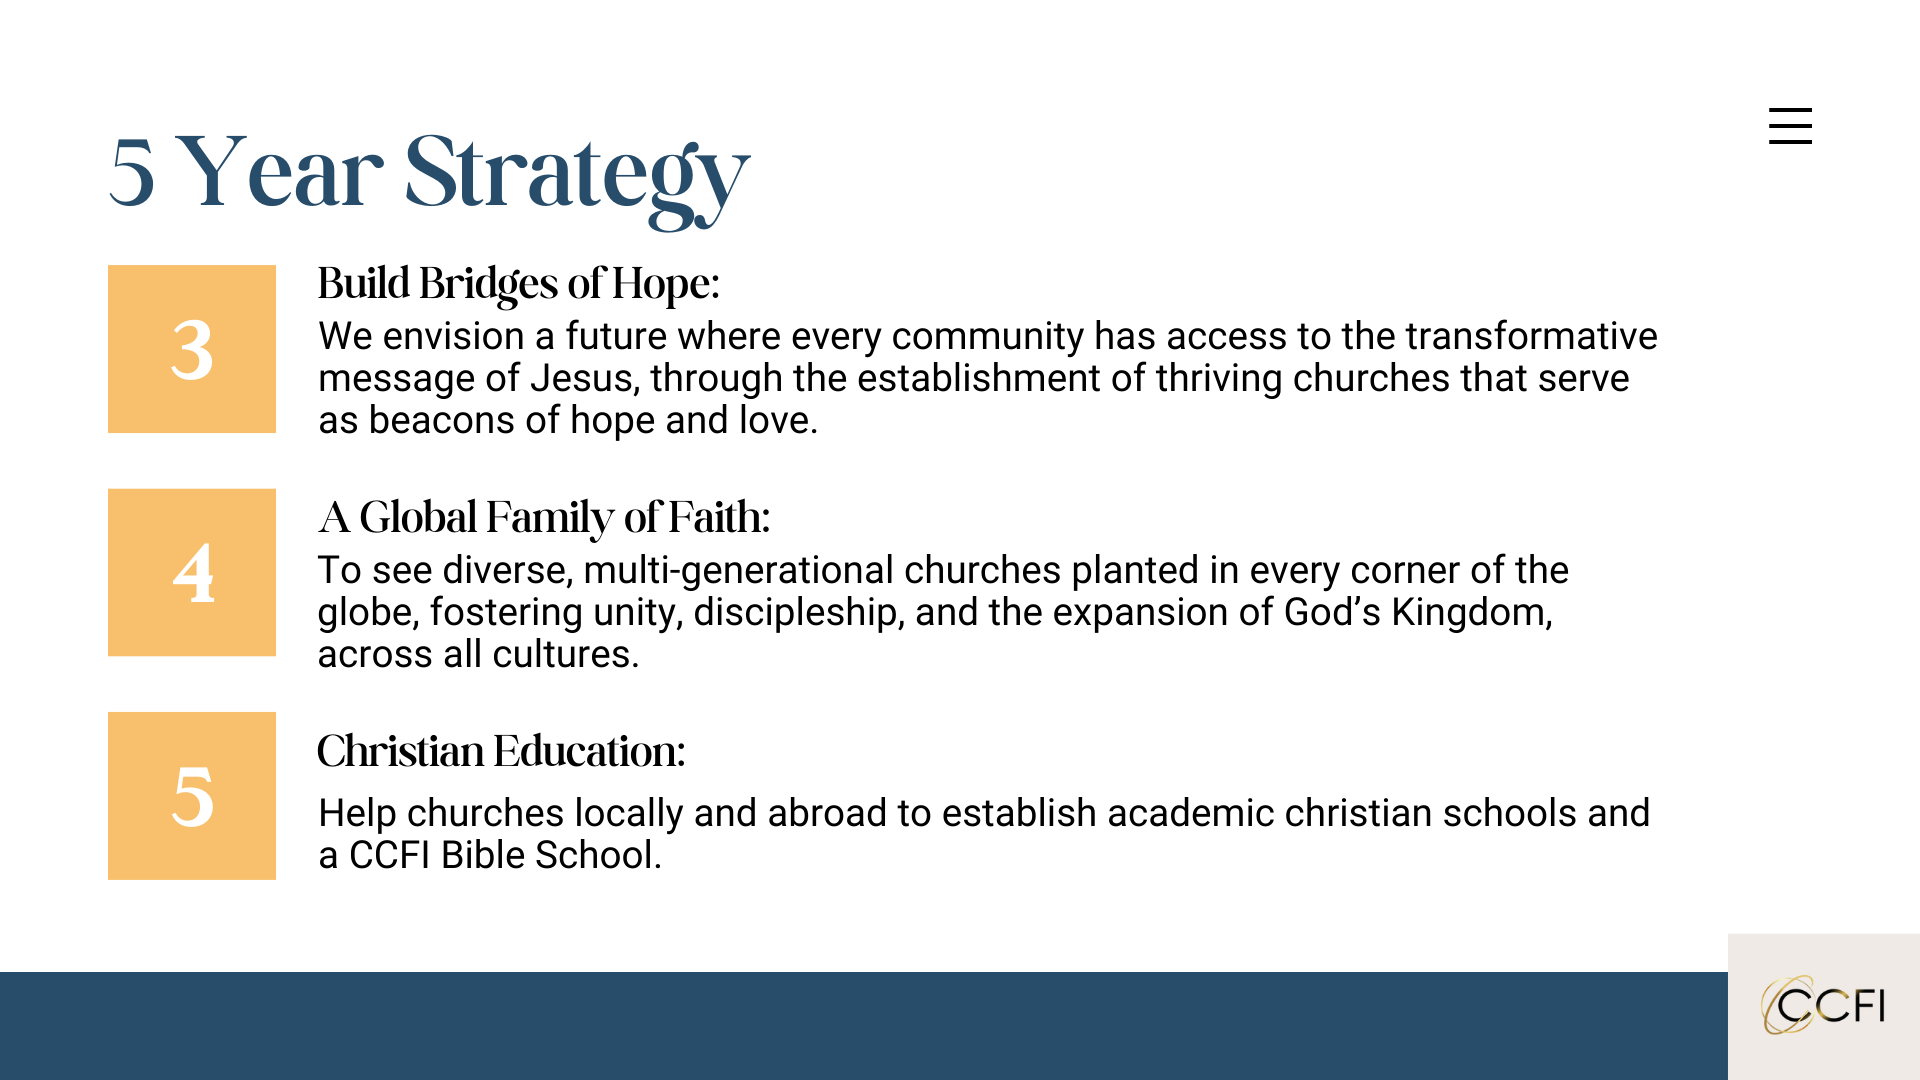 5 Year Strategy
3
Build Bridges of Hope:
We envision a future where every community has access to the transformative
message of Jesus, through the establishment of thriving churches that serve
as beacons of hope and love.
4
A Global Family of Faith:
To see diverse, multi-generational churches planted in every corner of the
globe, fostering unity, discipleship, and the expansion of God’s Kingdom,
across all cultures.
5
Christian Education:
Help churches locally and abroad to establish academic christian schools and
a CCFI Bible School.
CCFI